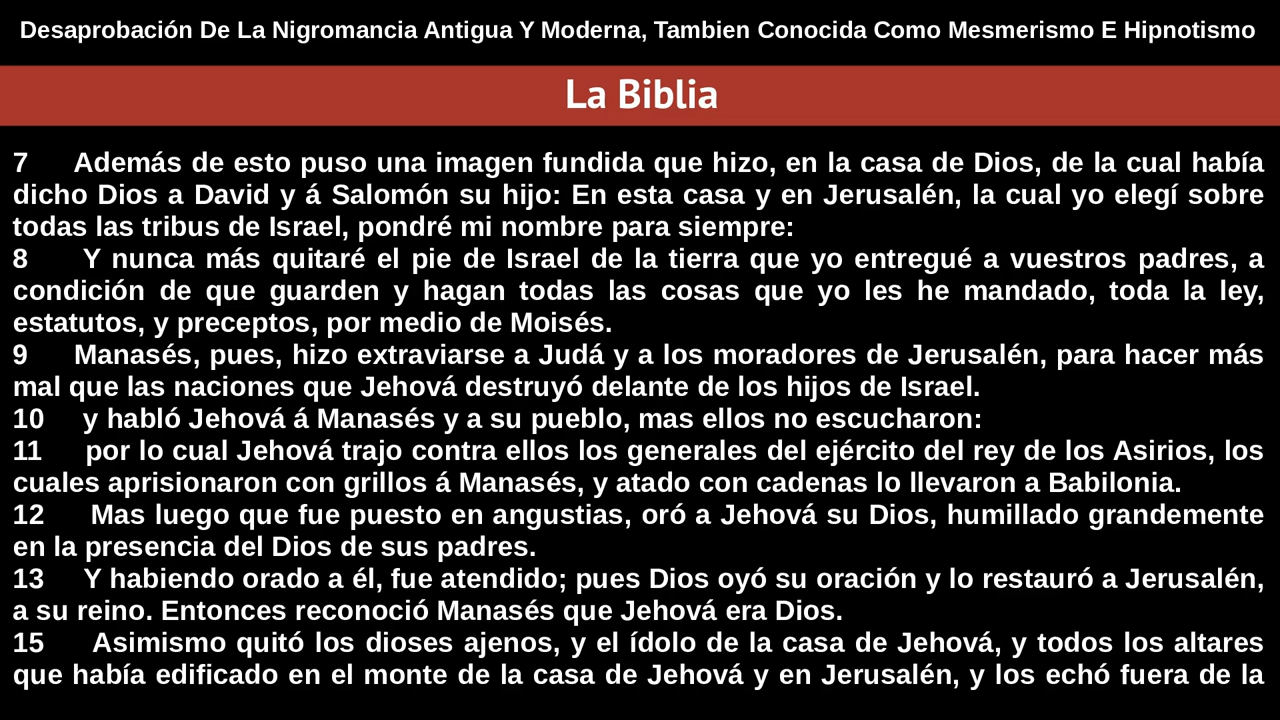 Desaprobación De La Nigromancia Antigua Y Moderna, Tambien Conocida Como Mesmerismo E Hipnotismo
La Biblia
7 Además de esto puso una imagen fundida que hizo, en la casa de Dios, de la cual había
dicho Dios a David y á Salomón su hijo: En esta casa y en Jerusalén, la cual yo elegí sobre
todas las tribus de Israel, pondré mi nombre para siempre:
8 Y nunca más quitaré el pie de Israel de la tierra que yo entregué a vuestros padres, a
condición de que guarden y hagan todas las cosas que yo les he mandado, toda la ley,
estatutos, y preceptos, por medio de Moisés.
9 Manasés, pues, hizo extraviarse a Judá y a los moradores de Jerusalén, para hacer más
mal que las naciones que Jehová destruyó delante de los hijos de Israel.
10 y habló Jehová á Manasés y a su pueblo, mas ellos no escucharon:
11 por lo cual Jehová trajo contra ellos los generales del ejército del rey de los Asirios, los
cuales aprisionaron con grillos á Manasés, y atado con cadenas lo llevaron a Babilonia.
12 Mas luego que fue puesto en angustias, oró a Jehová su Dios, humillado grandemente
en la presencia del Dios de sus padres.
13 Y habiendo orado a él, fue atendido; pues Dios oyó su oración y lo restauró a Jerusalén,
a su reino. Entonces reconoció Manasés que Jehová era Dios.
15 Asimismo quitó los dioses ajenos, y el ídolo de la casa de Jehová, y todos los altares
que había edificado en el monte de la casa de Jehová y en Jerusalén, y los echó fuera de la